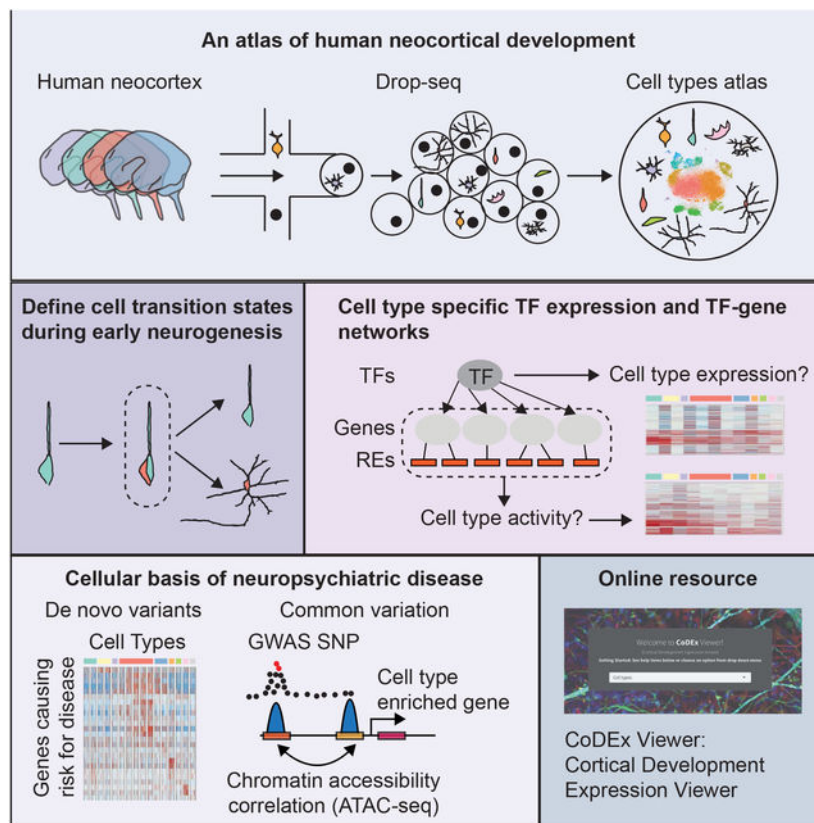 An atlas of human neocortical development
Human neocortex
Drop-seq
Cell types atlas
Define cell transition states
during early neurogenesis
Cell type specific TF expression and TF-gene
networks
TFs
TF
Cell type expression?
Genes
REs
Cell type activity?
Cellular basis of neuropsychiatric disease
De novo variants
Common variation
Cell Types
GWAS SNP
Genes causing
risk for disease
Cell type
enriched gene
Chromatin accessibility
correlation (ATAC-seq)
Online resource
Welcome to CoDEx Viewer!
Cell types
CoDEx Viewer:
Cortical Development
Expression Viewer